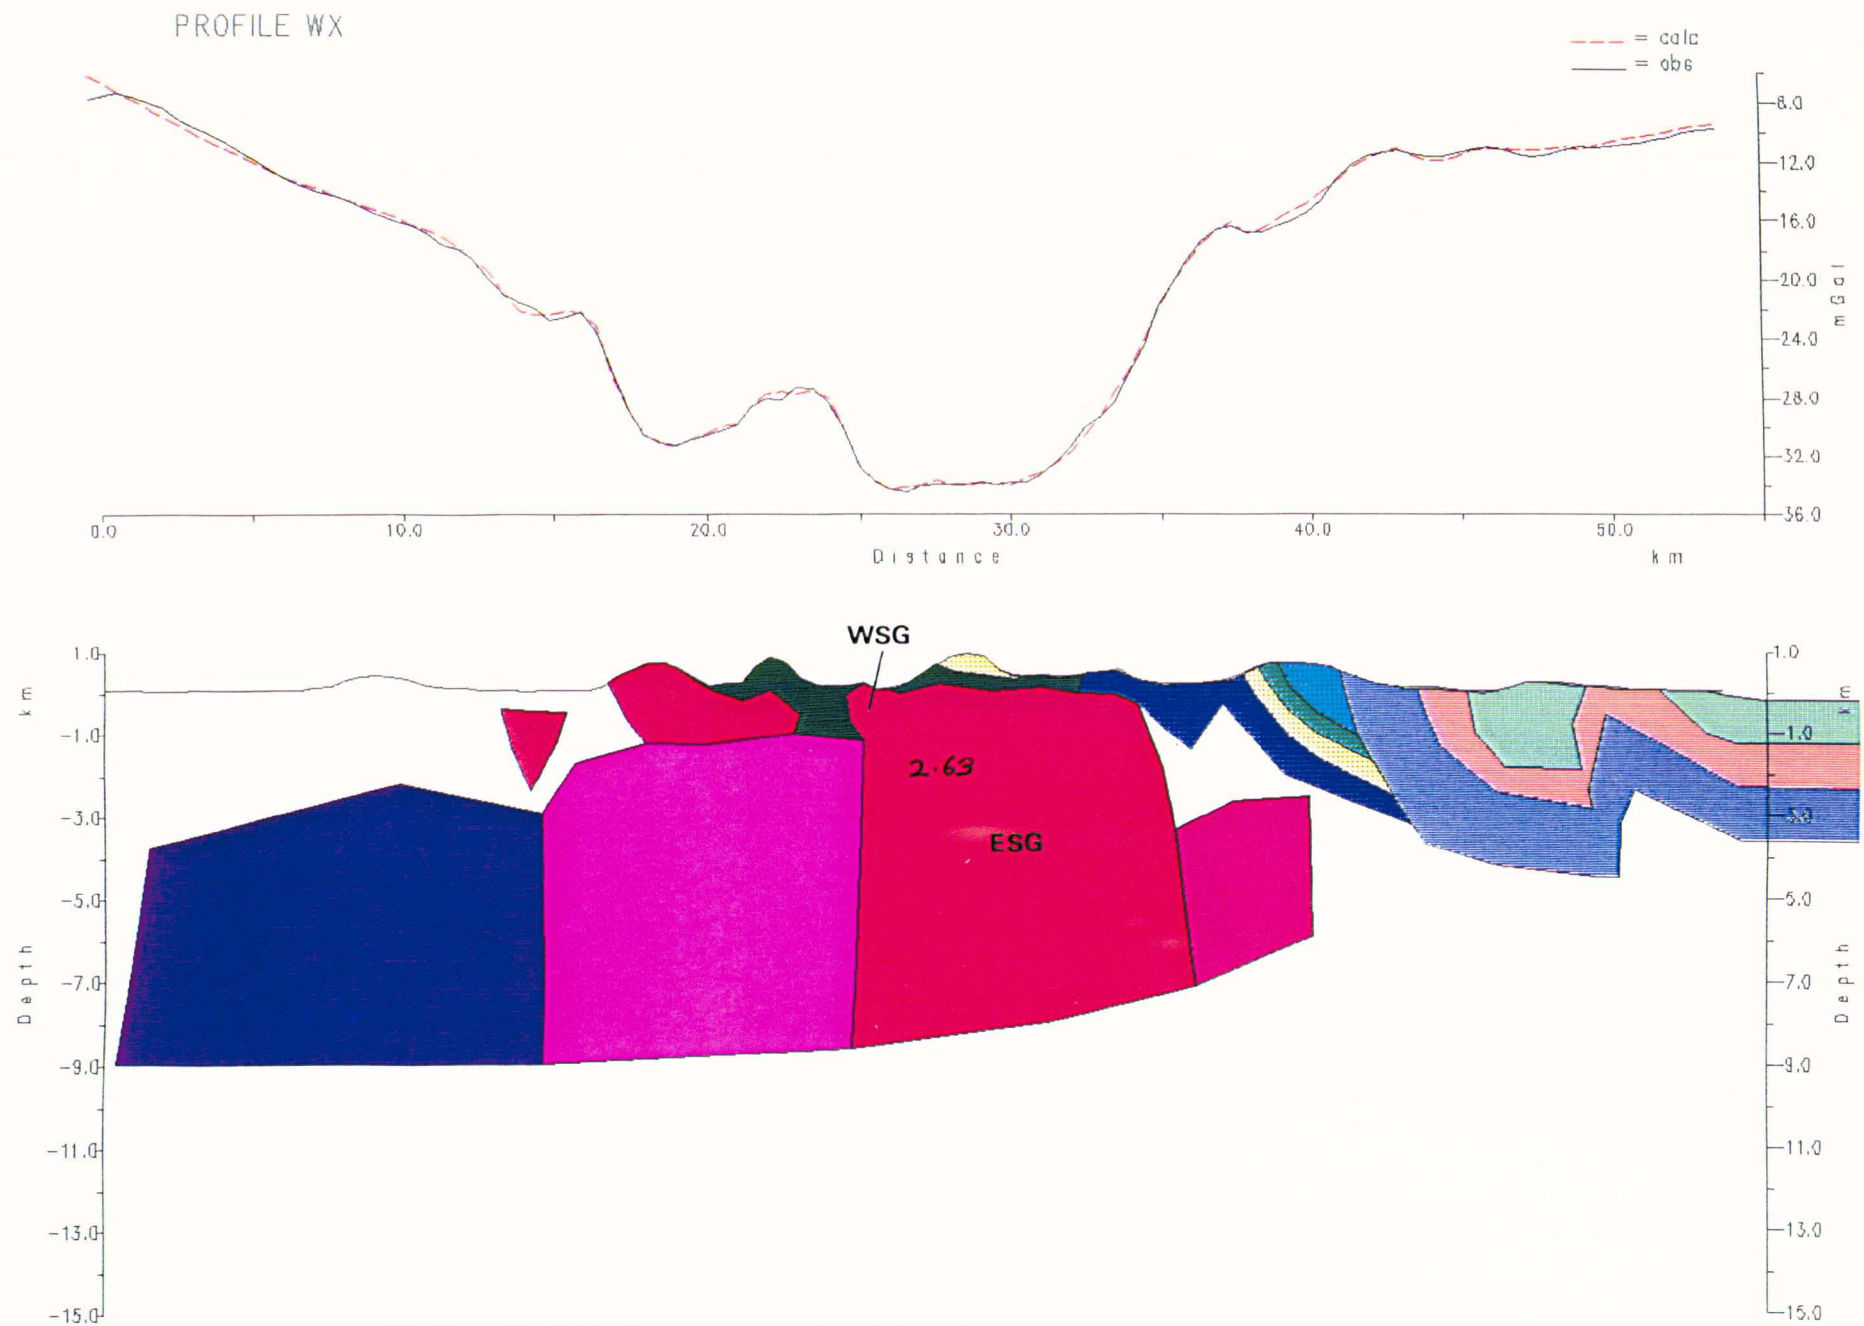 PROFILE WX
= calc
= obs
-8.0
-12.0
-16.0
-20.0
mGal
-24.0
-28.0
-32.0
-36.0
0.0 10.0 20.0 30.0 40.0 50.0
Distance km
WSG
1.0 1.0
km km
-1.0 -1.0
2.63
-3.0 -3.0
ESG
-5.0 -5.0
-7.0 -7.0
Depth Depth
-9.0 -9.0
-11.0 -11.0
-13.0 -13.0
-15.0 -15.0